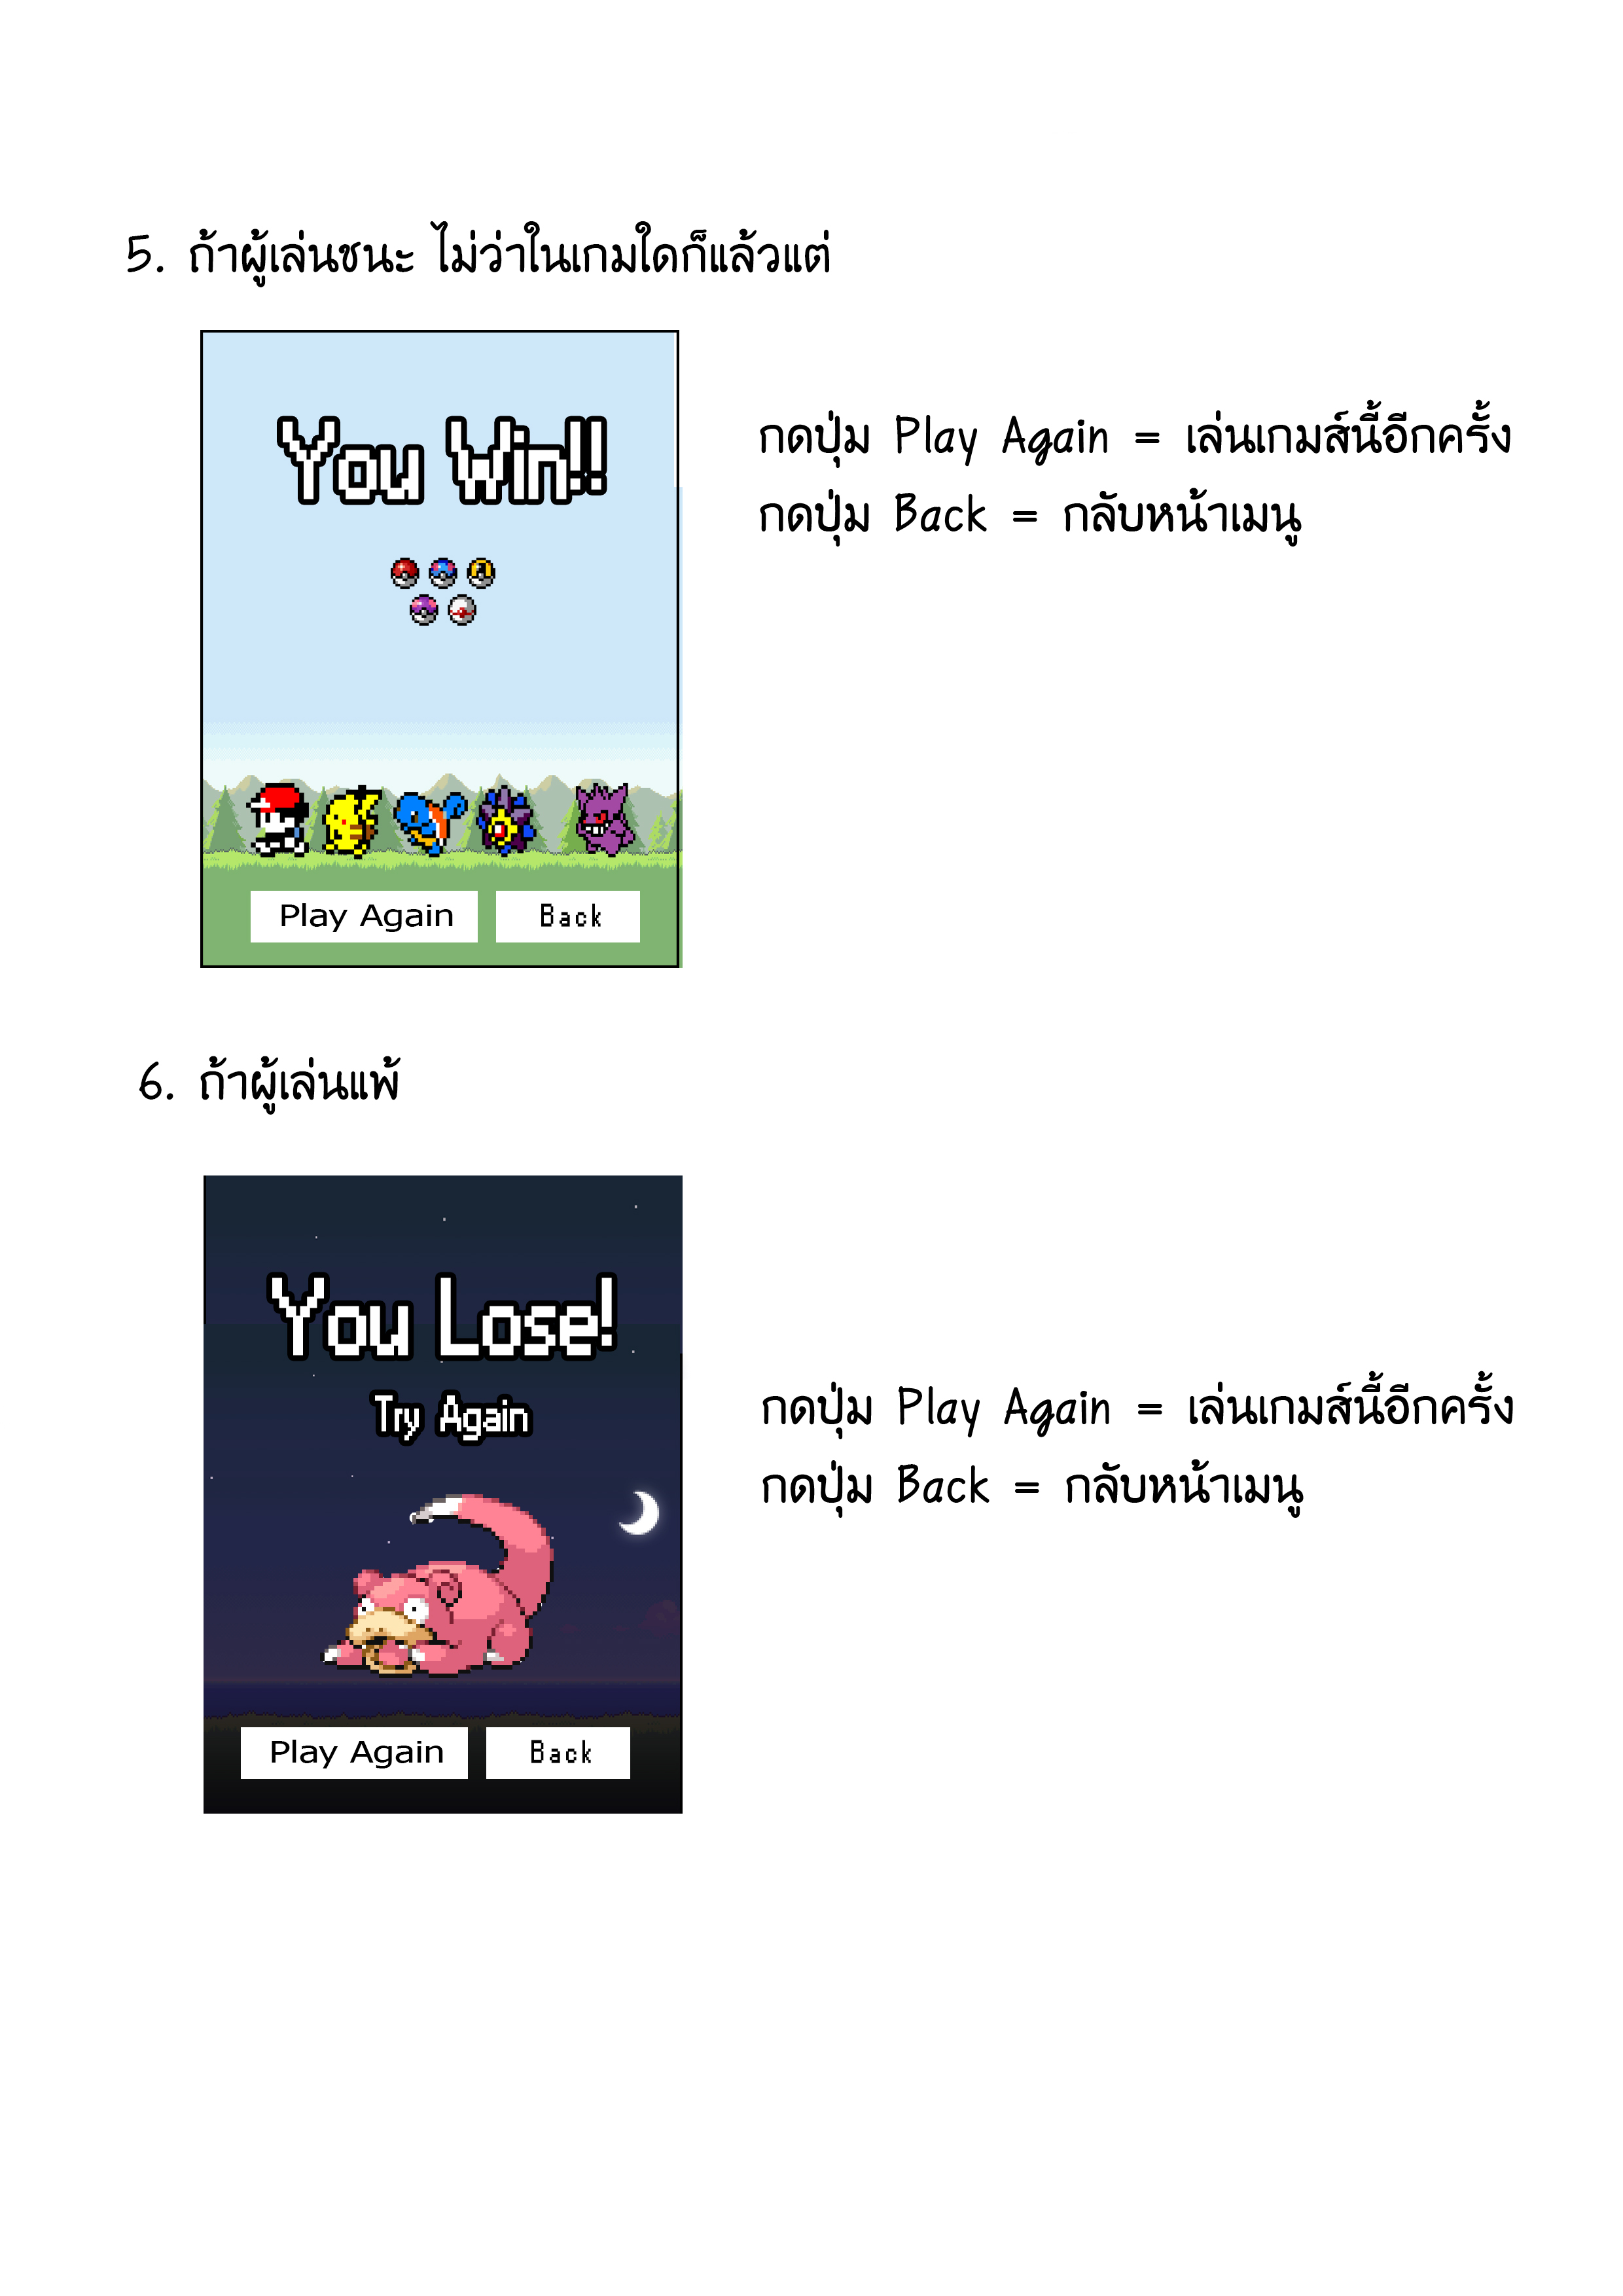 5. ถ้าผู้เล่นชนะ ไม่ว่าในเกมใดก็แล้วแต่
You Win!!
กดปุ่ม Play Again = เล่นเกมส์นี้อีกครั้ง
กดปุ่ม Back = กลับหน้าเมนู
Play Again Back
6. ถ้าผู้เล่นแพ้
You Lose!
Try Again
กดปุ่ม Play Again = เล่นเกมส์นี้อีกครั้ง
กดปุ่ม Back = กลับหน้าเมนู
Play Again Back